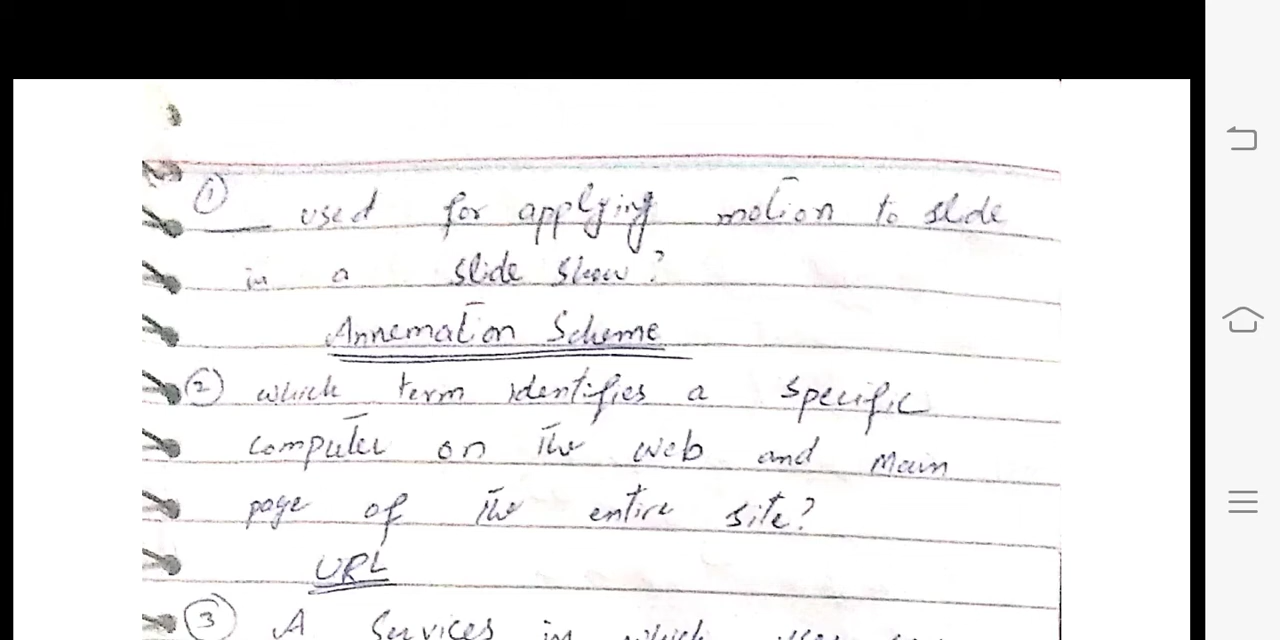 ①
___ used for applying motion to slide
in a slide show?
Annemation Scheme
② which term identifies a specific
computer on the web and main
page of the entire site?
URL
③ A Services in which